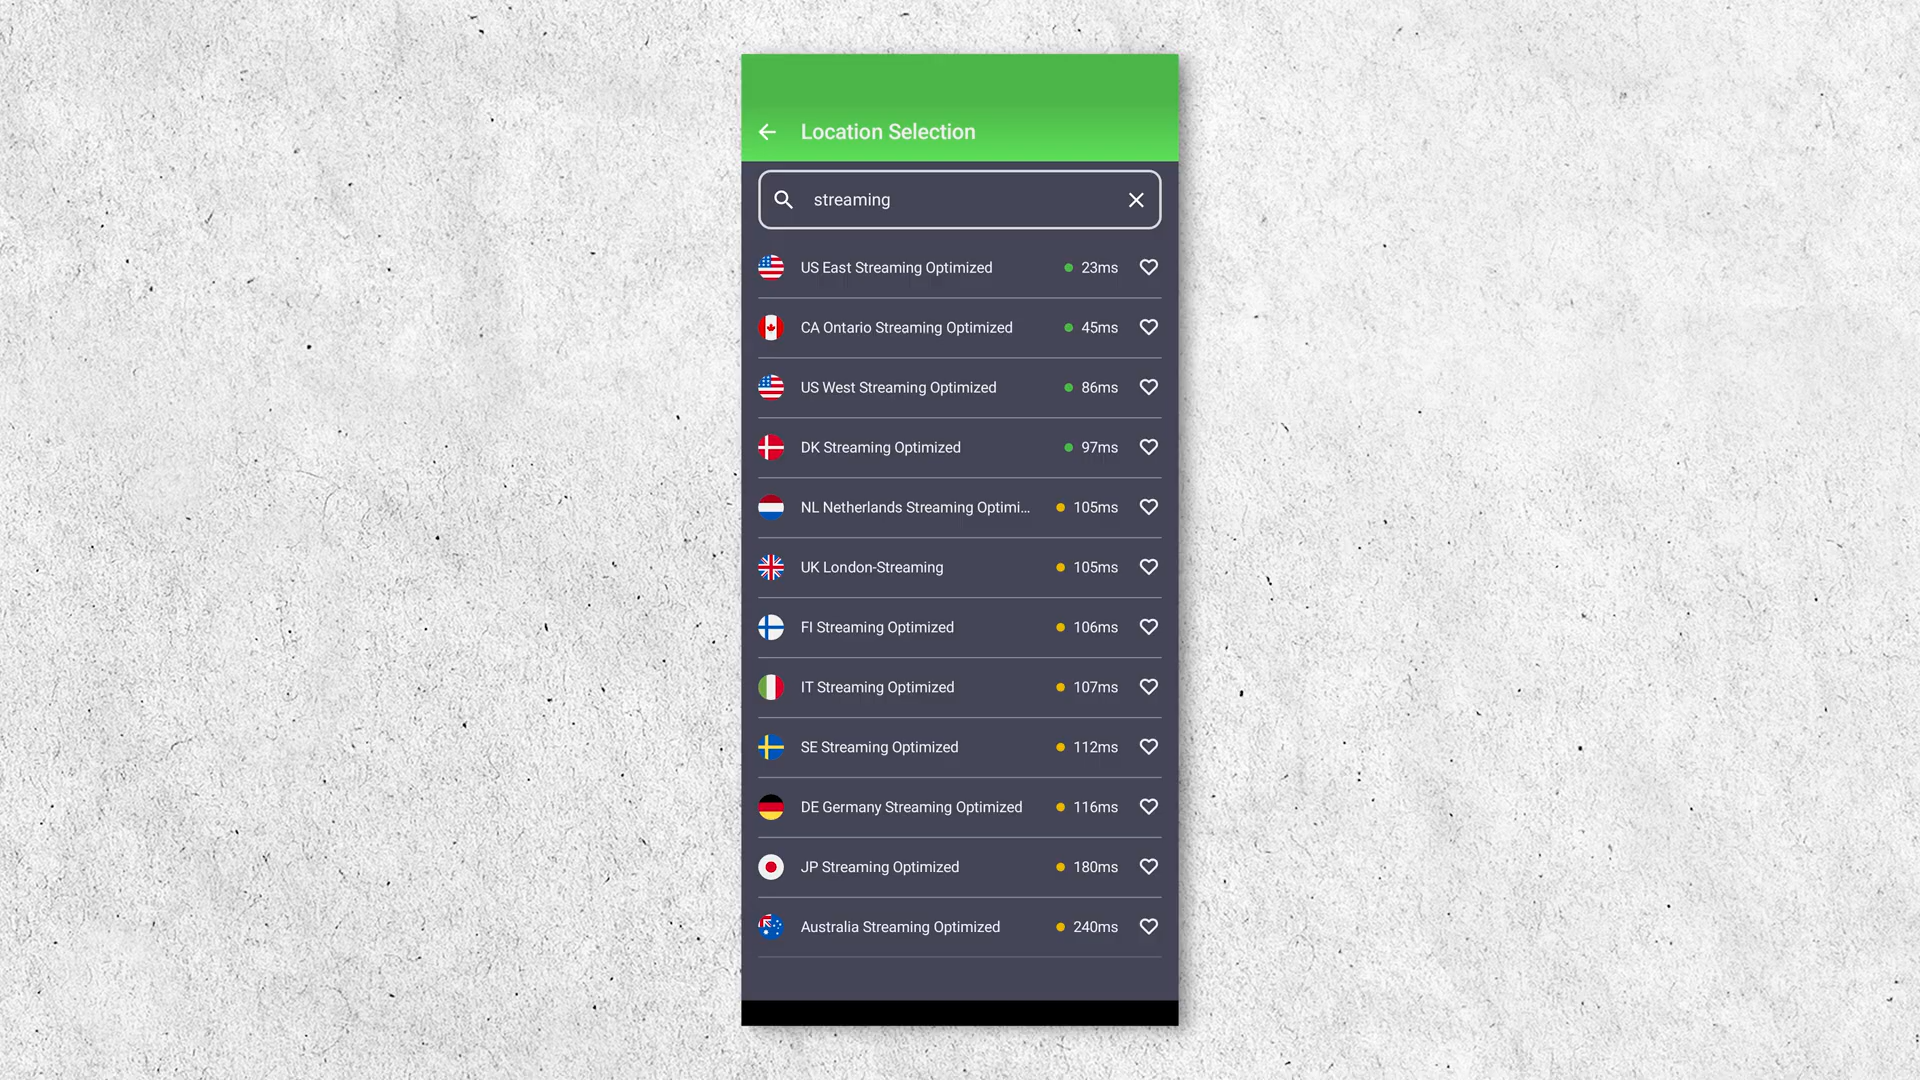 Location Selection
streaming
US East Streaming Optimized 23ms
CA Ontario Streaming Optimized 45ms
US West Streaming Optimized 86ms
DK Streaming Optimized 97ms
NL Netherlands Streaming Optimi... 105ms
UK London-Streaming 105ms
FI Streaming Optimized 106ms
IT Streaming Optimized 107ms
SE Streaming Optimized 112ms
DE Germany Streaming Optimized 116ms
JP Streaming Optimized 180ms
Australia Streaming Optimized 240ms